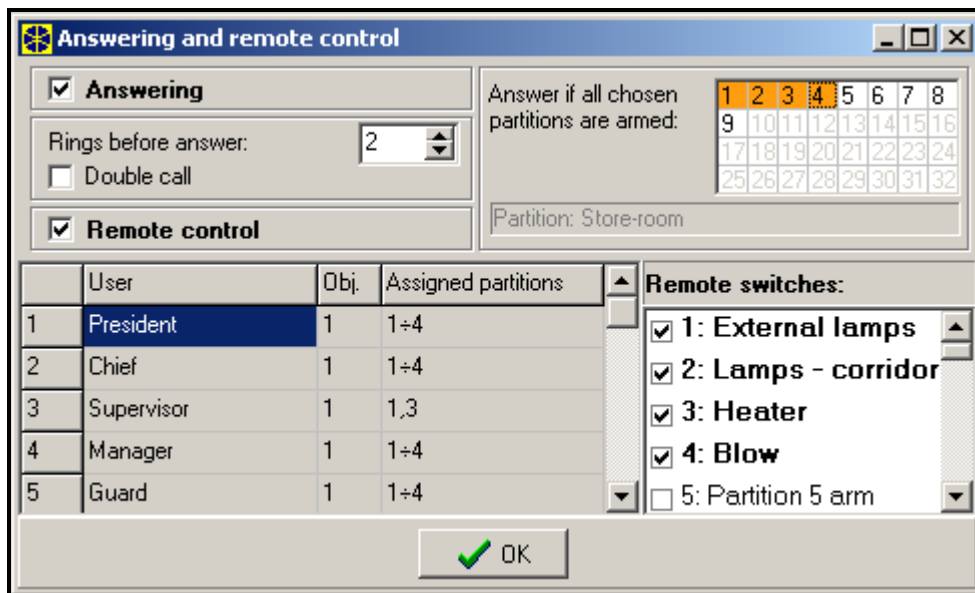 Answering and remote control
Answering
Rings before answer: 2
Double call
Remote control
Answer if all chosen
partitions are armed:
1 2 3 4 5 6 7 8
9 10 11 12 13 14 15 16
17 18 19 20 21 22 23 24
25 26 27 28 29 30 31 32
Partition: Store-room
User Obj. Assigned partitions
1 President 1 1÷4
2 Chief 1 1÷4
3 Supervisor 1 1,3
4 Manager 1 1÷4
5 Guard 1 1÷4
Remote switches:
1: External lamps
2: Lamps - corridor
3: Heater
4: Blow
5: Partition 5 arm
OK